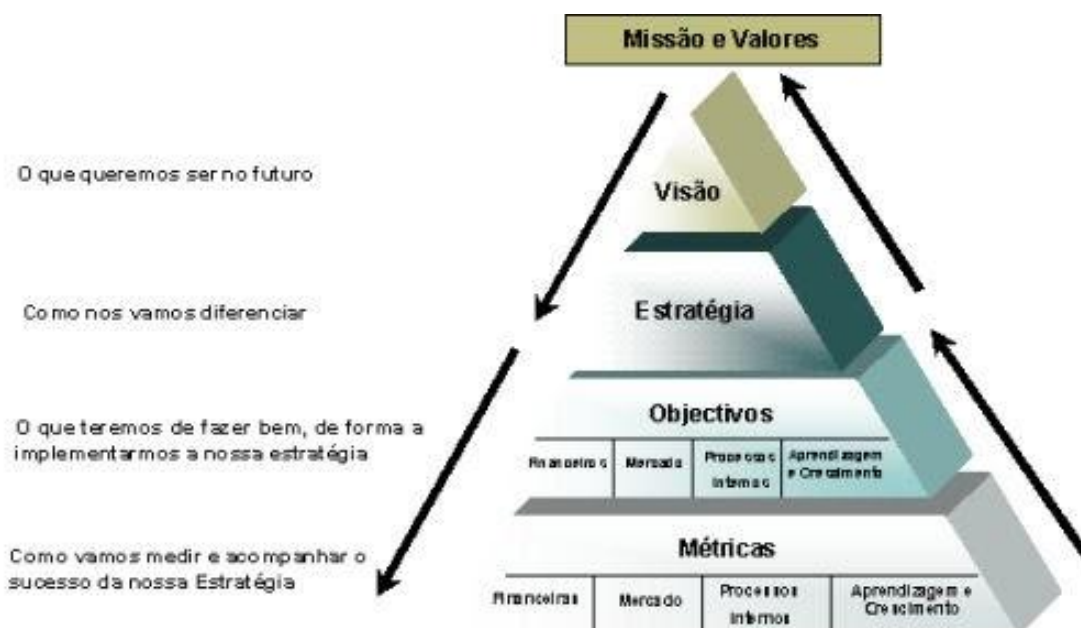 Missão e Valores
O que queremos ser no futuro
Visão
Como nos vamos diferenciar
Estratégia
O que teremos de fazer bem, de forma a
implementarmos a nossa estratégia
Objectivos
Financeiros
Mercado
Processos
Internos
Aprendizagem
e Crescimento
Como vamos medir e acompanhar o
sucesso da nossa Estratégia
Métricas
Financeiras
Mercado
Processos
Internos
Aprendizagem e
Crescimento